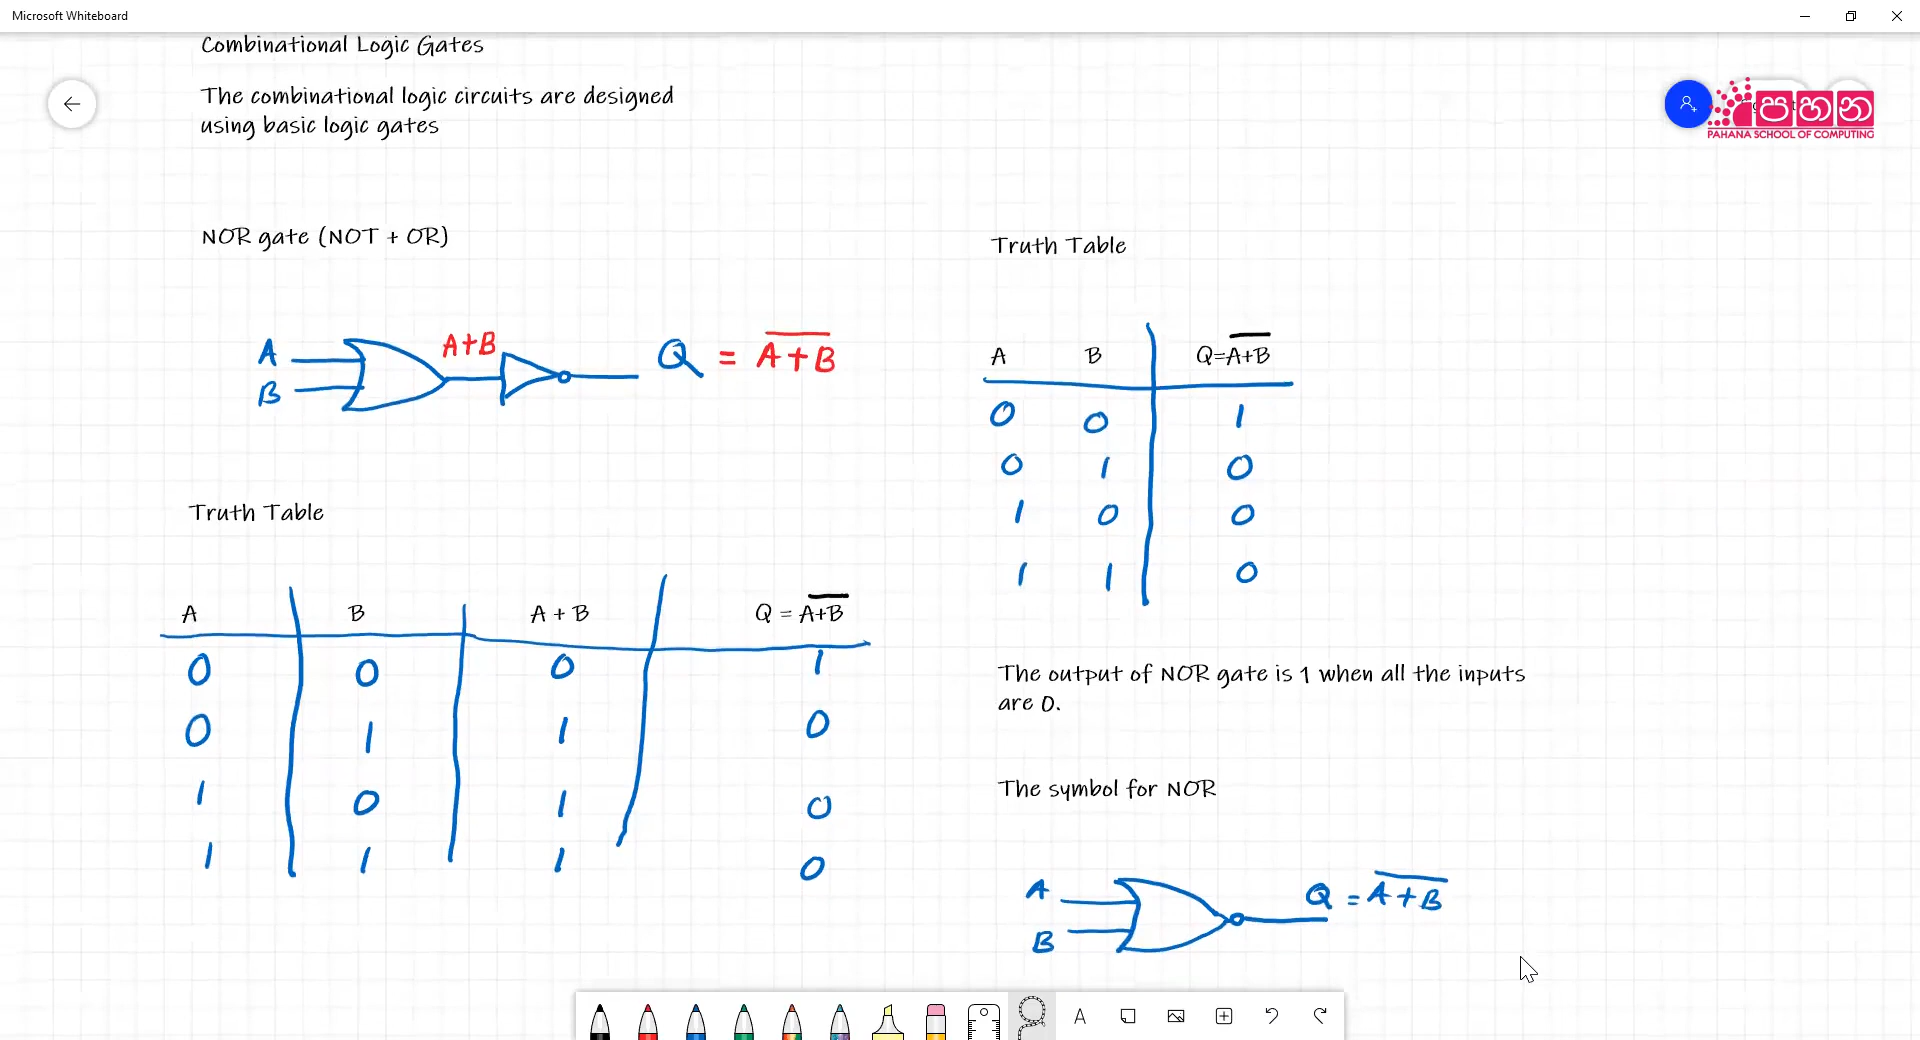 Microsoft Whiteboard
Combinational Logic Gates
The combinational logic circuits are designed
using basic logic gates
පහන
PAHANA SCHOOL OF COMPUTING
NOR gate (NOT + OR)
A
B
A+B
Q = A̅+̅B̅
Truth Table
A B A + B Q = A̅+̅B̅
0 0 0 1
0 1 1 0
1 0 1 0
1 1 1 0
Truth Table
A B Q=A̅+̅B̅
0 0 1
0 1 0
1 0 0
1 1 0
The output of NOR gate is 1 when all the inputs
are 0.
The symbol for NOR
A
B
Q = A̅+̅B̅
A